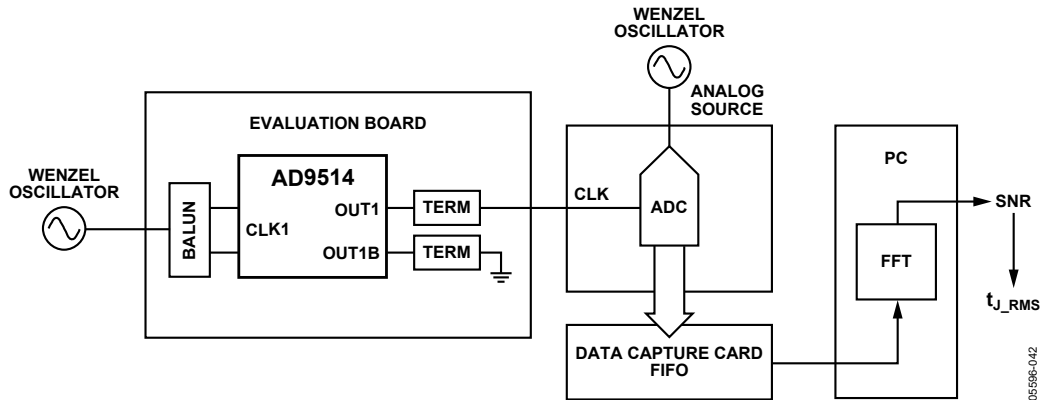 WENZEL
OSCILLATOR
ANALOG
SOURCE
EVALUATION BOARD
WENZEL
OSCILLATOR
BALUN
AD9514
CLK1
OUT1
OUT1B
TERM
TERM
CLK
ADC
DATA CAPTURE CARD
FIFO
PC
FFT
SNR
tJ_RMS
05596-042